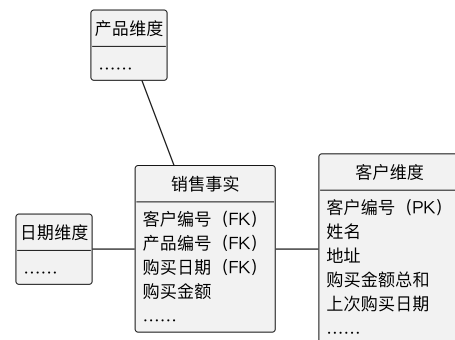 产品维度
……
销售事实
客户编号（FK）
产品编号（FK）
购买日期（FK）
购买金额
……
日期维度
……
客户维度
客户编号（PK）
姓名
地址
购买金额总和
上次购买日期
……